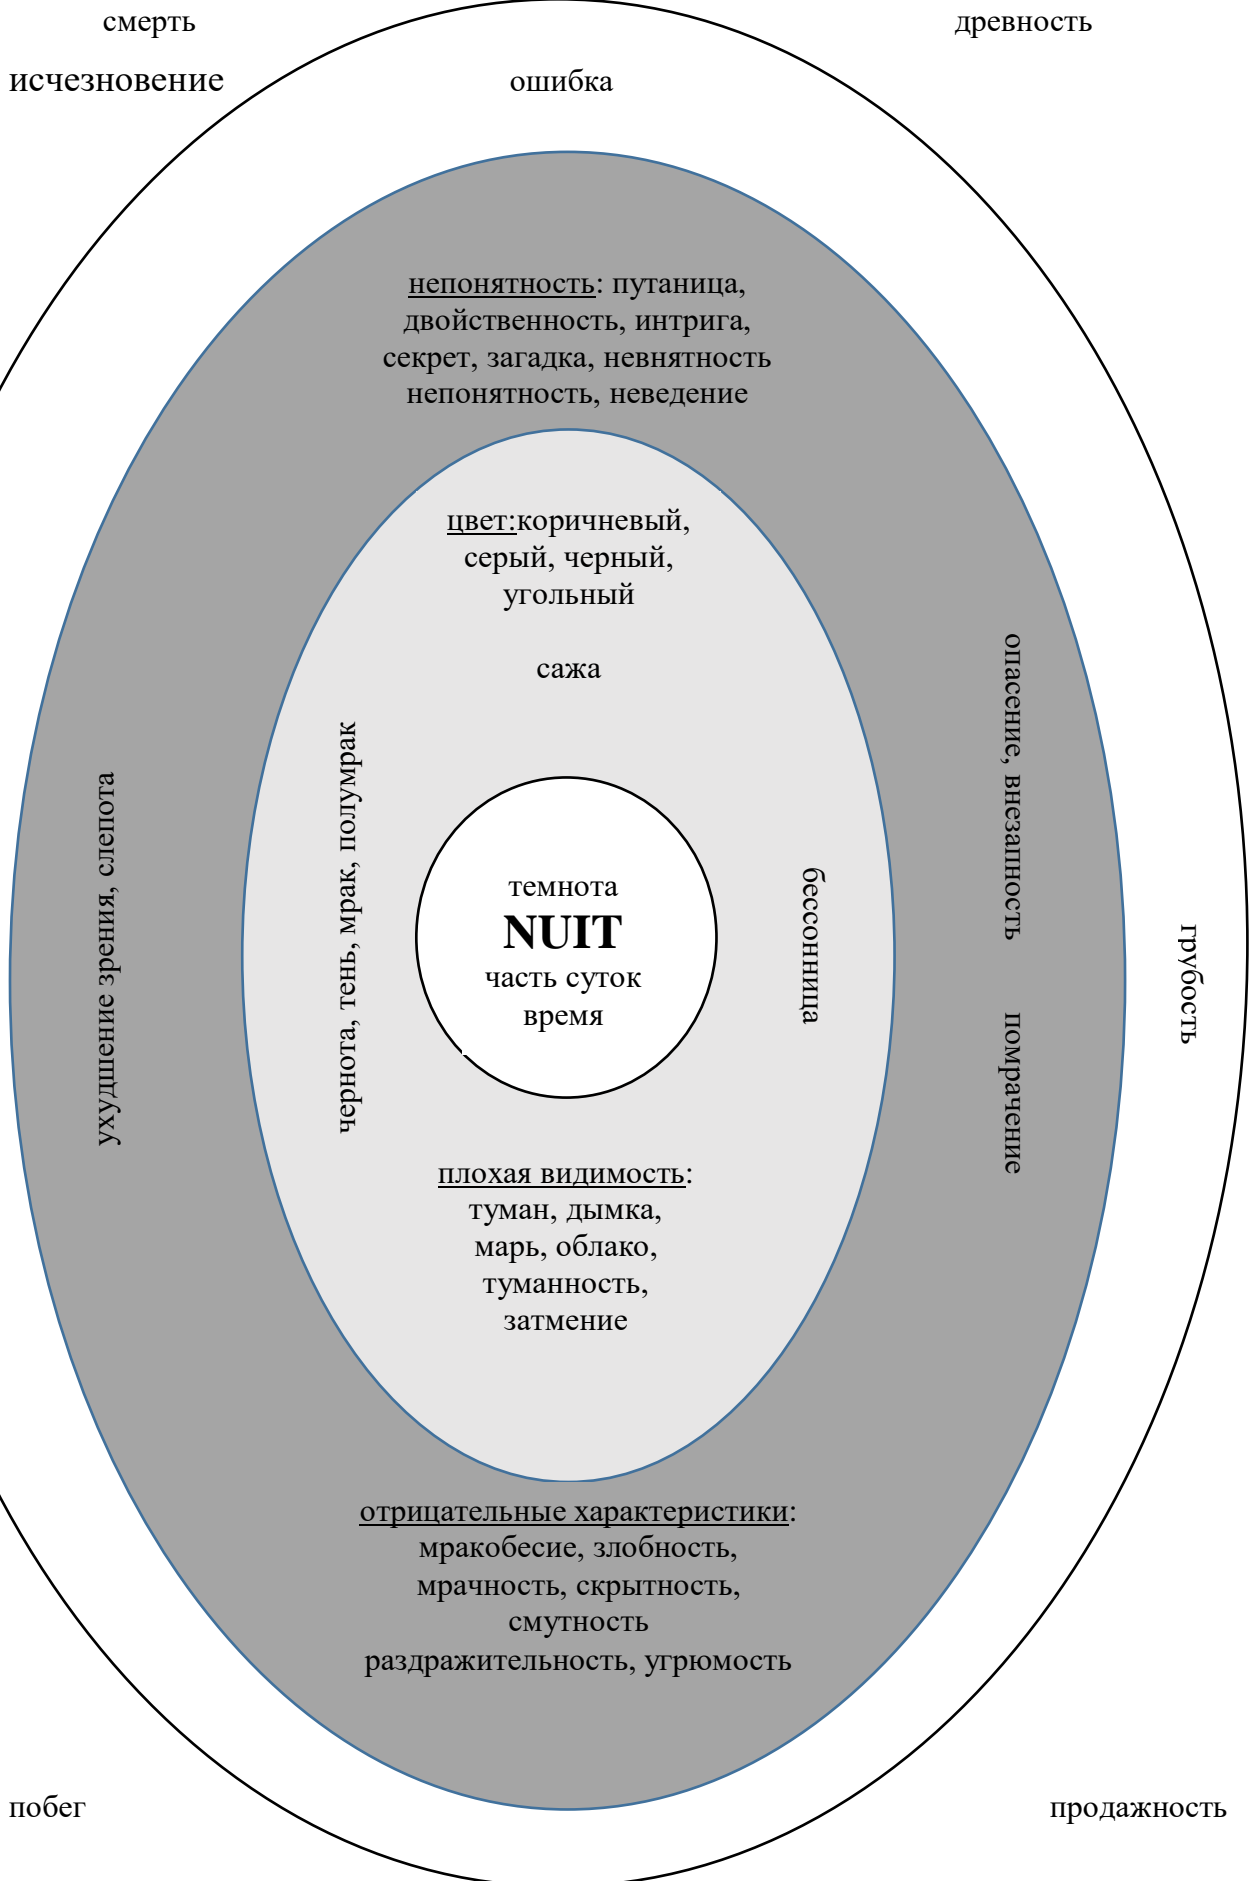 смерть
древность
исчезновение
ошибка
непонятность: путаница,
двойственность, интрига,
секрет, загадка, невнятность
непонятность, неведение
цвет:коричневый,
серый, черный,
угольный
сажа
ухудшение зрения, слепота
чернота, тень, мрак, полумрак
темнота
NUIT
часть суток
время
бессонница
опасение, внезапность
помрачение
грубость
плохая видимость:
туман, дымка,
марь, облако,
туманность,
затмение
отрицательные характеристики:
мракобесие, злобность,
мрачность, скрытность,
смутность
раздражительность, угрюмость
побег
продажность